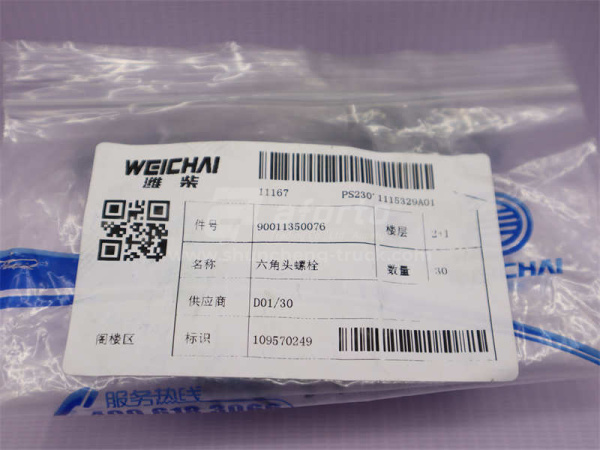 WEICHAI
潍柴
11167 PS230
1115329A01
件号 90011350076 楼层 2*1
名称 六角头螺栓 数量 30
供应商 D01/30
阁楼区 标识 109570249
CHAI
服务热线